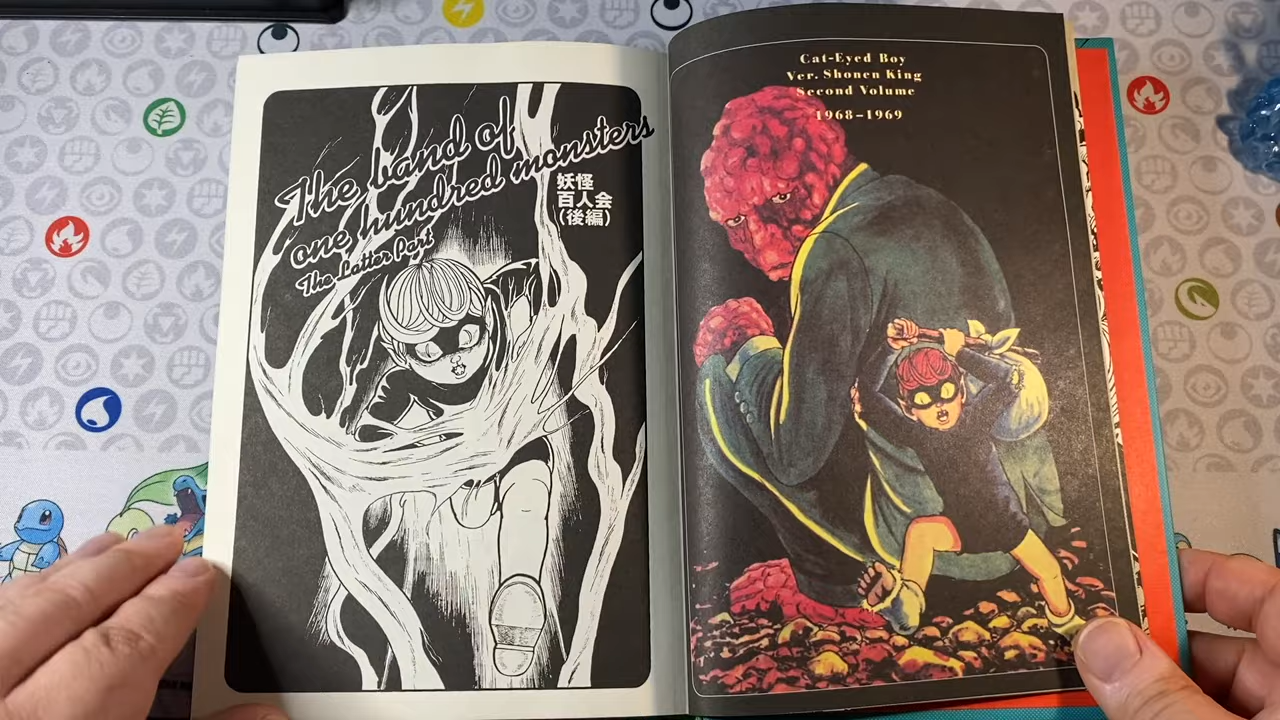 The band of
one hundred monsters
The Latter Part
妖怪
百人会
(後編)
Cat-Eyed Boy
Ver. Shonen King
Second Volume
1968–1969